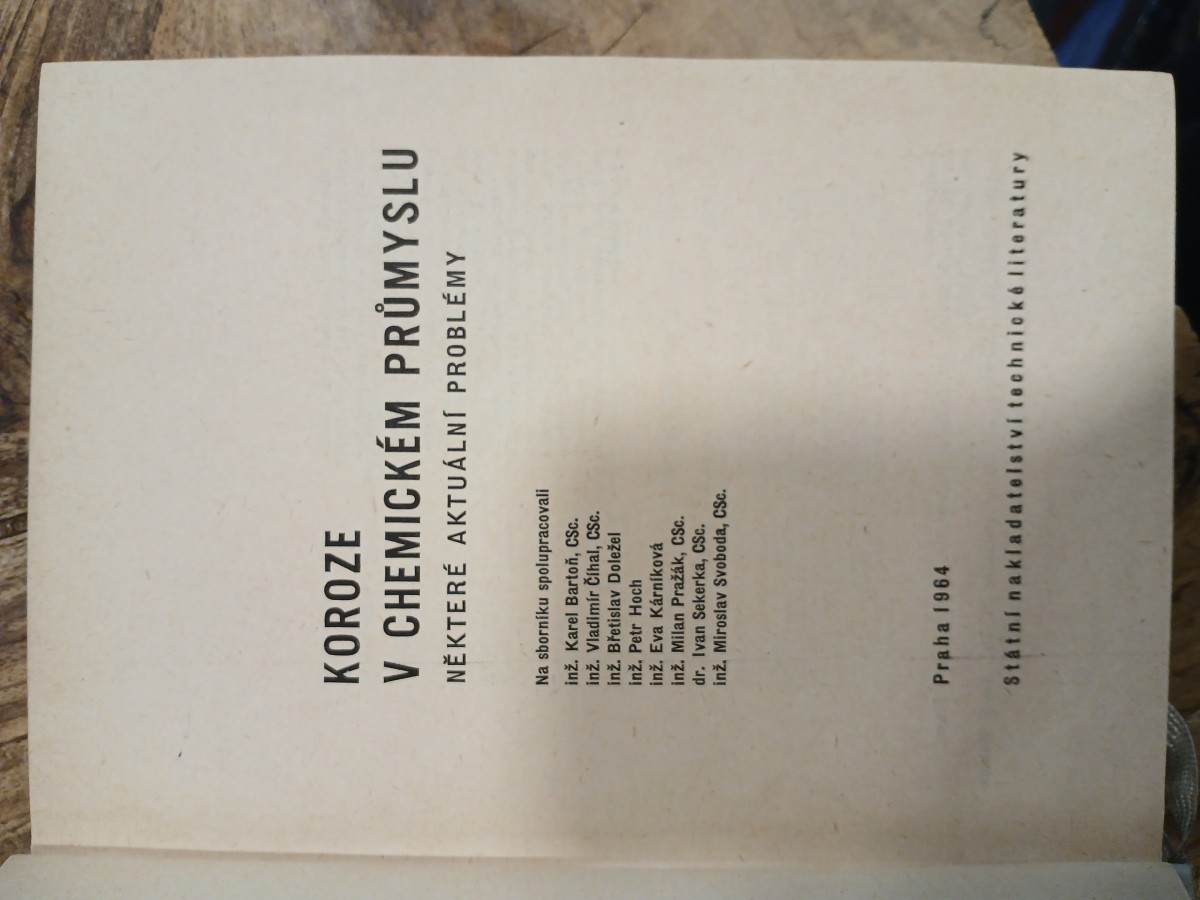 KOROZE
V CHEMICKÉM PRŮMYSLU
NĚKTERÉ AKTUÁLNÍ PROBLÉMY
Na sborníku spolupracovali
inž. Karel Bartoň, CSc.
inž. Vladimír Číhal, CSc.
inž. Břetislav Doležel
inž. Petr Hoch
inž. Eva Kárníková
inž. Milan Pražák, CSc.
dr. Ivan Sekerka, CSc.
inž. Miroslav Svoboda, CSc.
Praha 1964
Státní nakladatelství technické literatury